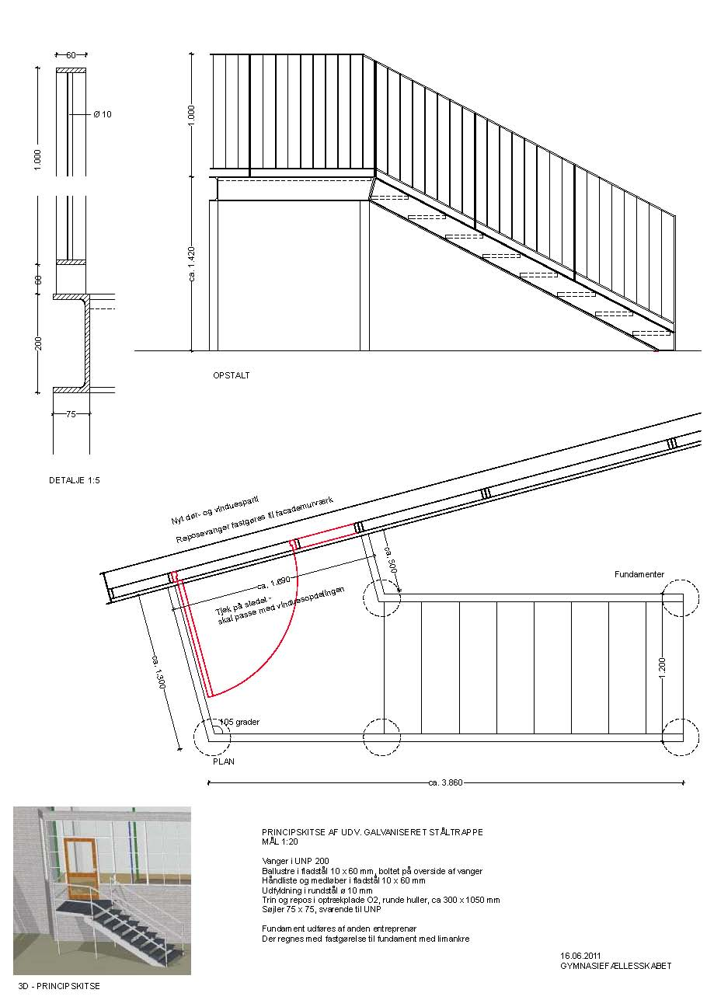 60
Ø 10
1.000
60
200
75
DETALJE 1:5
1.000
ca. 1.420
OPSTALT
Nyt dør- og vinduesparti
Reposevanger fastgøres til facademurværk
ca. 1.690
Tjek på stedet -
skal passe med vinduesopdelingen
ca. 500
Fundamenter
ca. 1.300
1.200
105 grader
PLAN
ca. 3.860
PRINCIPSKITSE AF UDV. GALVANISERET STÅLTRAPPE
MÅL 1:20
Vanger i UNP 200
Ballustre i fladstål 10 x 60 mm, boltet på overside af vanger
Håndliste og medløber i fladstål 10 x 60 mm
Udfyldning i rundstål ø 10 mm
Trin og repos i optrækplade O2, runde huller, ca 300 x 1050 mm
Søjler 75 x 75, svarende til UNP
Fundament udføres af anden entreprenør
Der regnes med fastgørelse til fundament med limankre
16.06.2011
GYMNASIEFÆLLESSKABET
3D - PRINCIPSKITSE